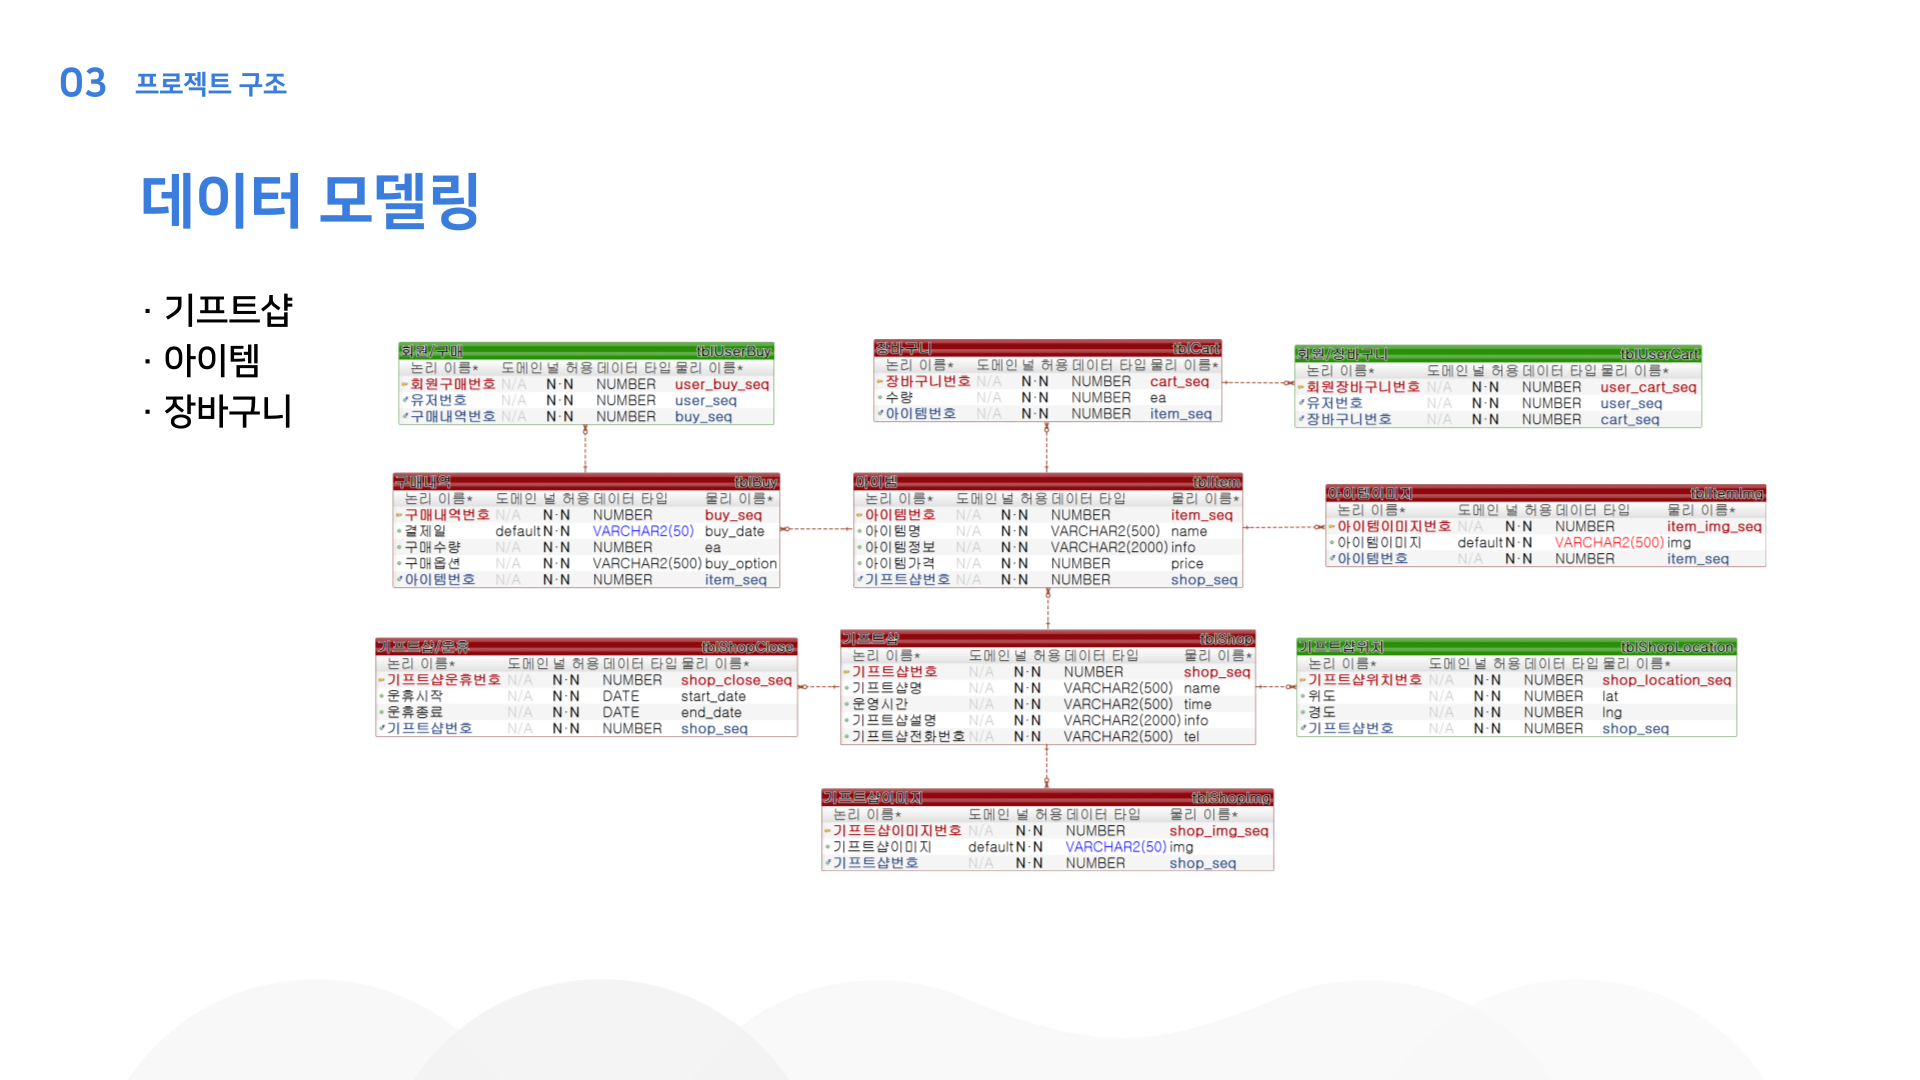 03 프로젝트 구조
데이터 모델링
· 기프트샵
· 아이템
· 장바구니
회원/구매 tblUserBuy
논리 이름* 도메인 널 허용 데이터 타입 물리 이름*
회원구매번호 N/A N·N NUMBER user_buy_seq
유저번호 N/A N·N NUMBER user_seq
구매내역번호 N/A N·N NUMBER buy_seq
장바구니 tblCart
논리 이름* 도메인 널 허용 데이터 타입 물리 이름*
장바구니번호 N/A N·N NUMBER cart_seq
수량 N/A N·N NUMBER ea
아이템번호 N/A N·N NUMBER item_seq
회원/장바구니 tblUserCart
논리 이름* 도메인 널 허용 데이터 타입 물리 이름*
회원장바구니번호 N/A N·N NUMBER user_cart_seq
유저번호 N/A N·N NUMBER user_seq
장바구니번호 N/A N·N NUMBER cart_seq
구매내역 tblBuy
논리 이름* 도메인 널 허용 데이터 타입 물리 이름*
구매내역번호 N/A N·N NUMBER buy_seq
결제일 default N·N VARCHAR2(50) buy_date
구매수량 N/A N·N NUMBER ea
구매옵션 N/A N·N VARCHAR2(500) buy_option
아이템번호 N/A N·N NUMBER item_seq
아이템 tblItem
논리 이름* 도메인 널 허용 데이터 타입 물리 이름*
아이템번호 N/A N·N NUMBER item_seq
아이템명 N/A N·N VARCHAR2(500) name
아이템정보 N/A N·N VARCHAR2(2000) info
아이템가격 N/A N·N NUMBER price
기프트샵번호 N/A N·N NUMBER shop_seq
아이템이미지 tblItemImg
논리 이름* 도메인 널 허용 데이터 타입 물리 이름*
아이템이미지번호 N/A N·N NUMBER item_img_seq
아이템이미지 default N·N VARCHAR2(500) img
아이템번호 N/A N·N NUMBER item_seq
기프트샵/운휴 tblShopClose
논리 이름* 도메인 널 허용 데이터 타입 물리 이름*
기프트샵운휴번호 N/A N·N NUMBER shop_close_seq
운휴시작 N/A N·N DATE start_date
운휴종료 N/A N·N DATE end_date
기프트샵번호 N/A N·N NUMBER shop_seq
기프트샵 tblShop
논리 이름* 도메인 널 허용 데이터 타입 물리 이름*
기프트샵번호 N/A N·N NUMBER shop_seq
기프트샵명 N/A N·N VARCHAR2(500) name
운영시간 N/A N·N VARCHAR2(500) time
기프트샵설명 N/A N·N VARCHAR2(2000) info
기프트샵전화번호 N/A N·N VARCHAR2(500) tel
기프트샵위치 tblShopLocation
논리 이름* 도메인 널 허용 데이터 타입 물리 이름*
기프트샵위치번호 N/A N·N NUMBER shop_location_seq
위도 N/A N·N NUMBER lat
경도 N/A N·N NUMBER lng
기프트샵번호 N/A N·N NUMBER shop_seq
기프트샵이미지 tblShopImg
논리 이름* 도메인 널 허용 데이터 타입 물리 이름*
기프트샵이미지번호 N/A N·N NUMBER shop_img_seq
기프트샵이미지 default N·N VARCHAR2(50) img
기프트샵번호 N/A N·N NUMBER shop_seq